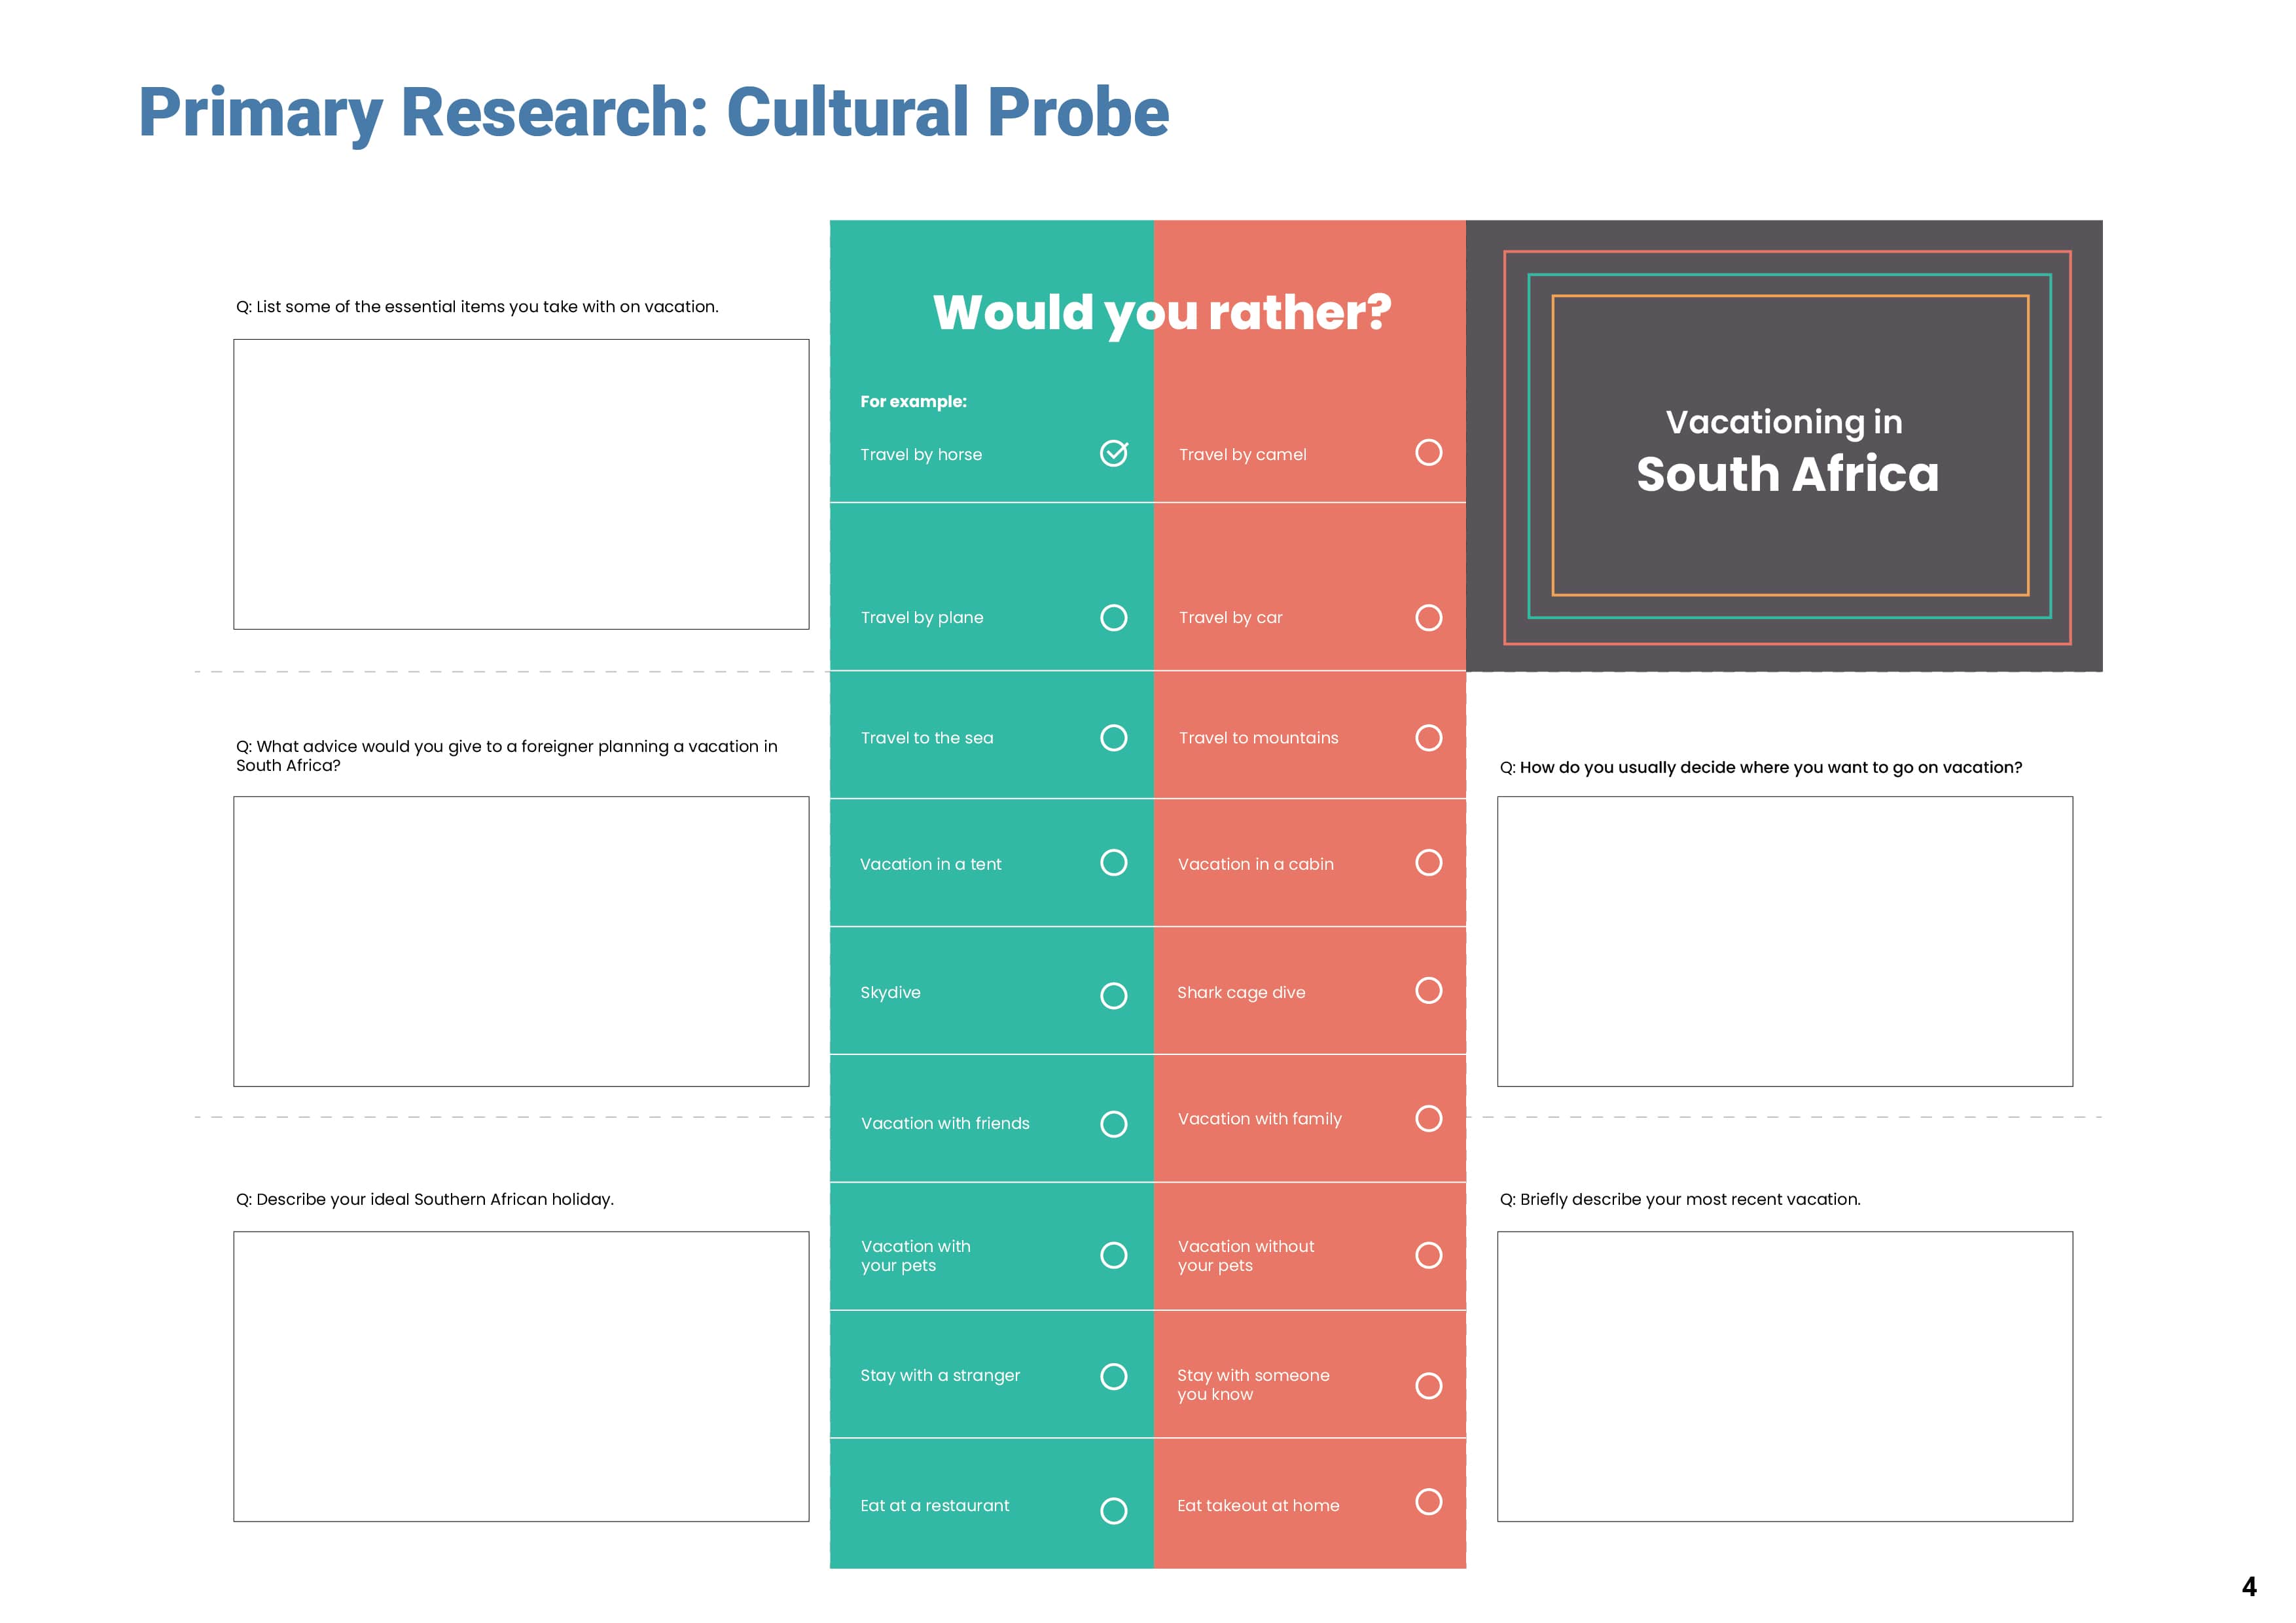 Primary Research: Cultural Probe
Q: List some of the essential items you take with on vacation.
Q: What advice would you give to a foreigner planning a vacation in
South Africa?
Q: Describe your ideal Southern African holiday.
Would you rather?
For example:
Travel by horse
Travel by camel
Travel by plane
Travel by car
Travel to the sea
Travel to mountains
Vacation in a tent
Vacation in a cabin
Skydive
Shark cage dive
Vacation with friends
Vacation with family
Vacation with
your pets
Vacation without
your pets
Stay with a stranger
Stay with someone
you know
Eat at a restaurant
Eat takeout at home
Vacationing in
South Africa
Q: How do you usually decide where you want to go on vacation?
Q: Briefly describe your most recent vacation.
4